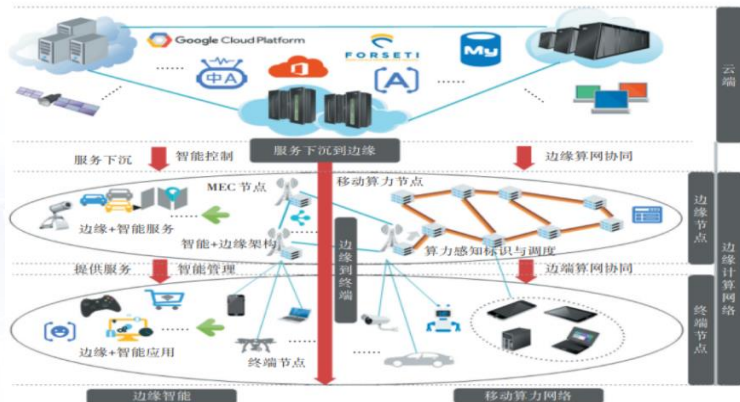 Google Cloud Platform
FORSETI
My
中A
A
云端
服务下沉
智能控制
服务下沉到边缘
边缘算网协同
MEC 节点
移动算力节点
边缘+智能服务
智能+边缘架构
算力感知标识与调度
边缘节点
提供服务
智能管理
边缘到终端
边端算网协同
边缘计算网络
边缘+智能应用
终端节点
终端节点
边缘智能
移动算力网络